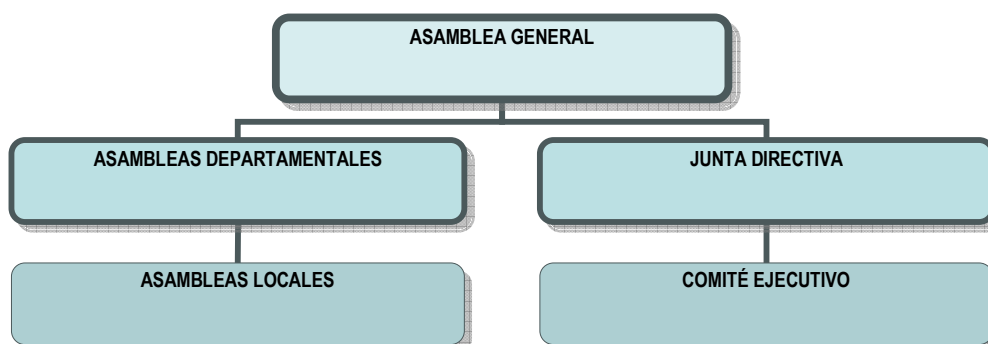 ASAMBLEA GENERAL
ASAMBLEAS DEPARTAMENTALES
JUNTA DIRECTIVA
ASAMBLEAS LOCALES
COMITÉ EJECUTIVO